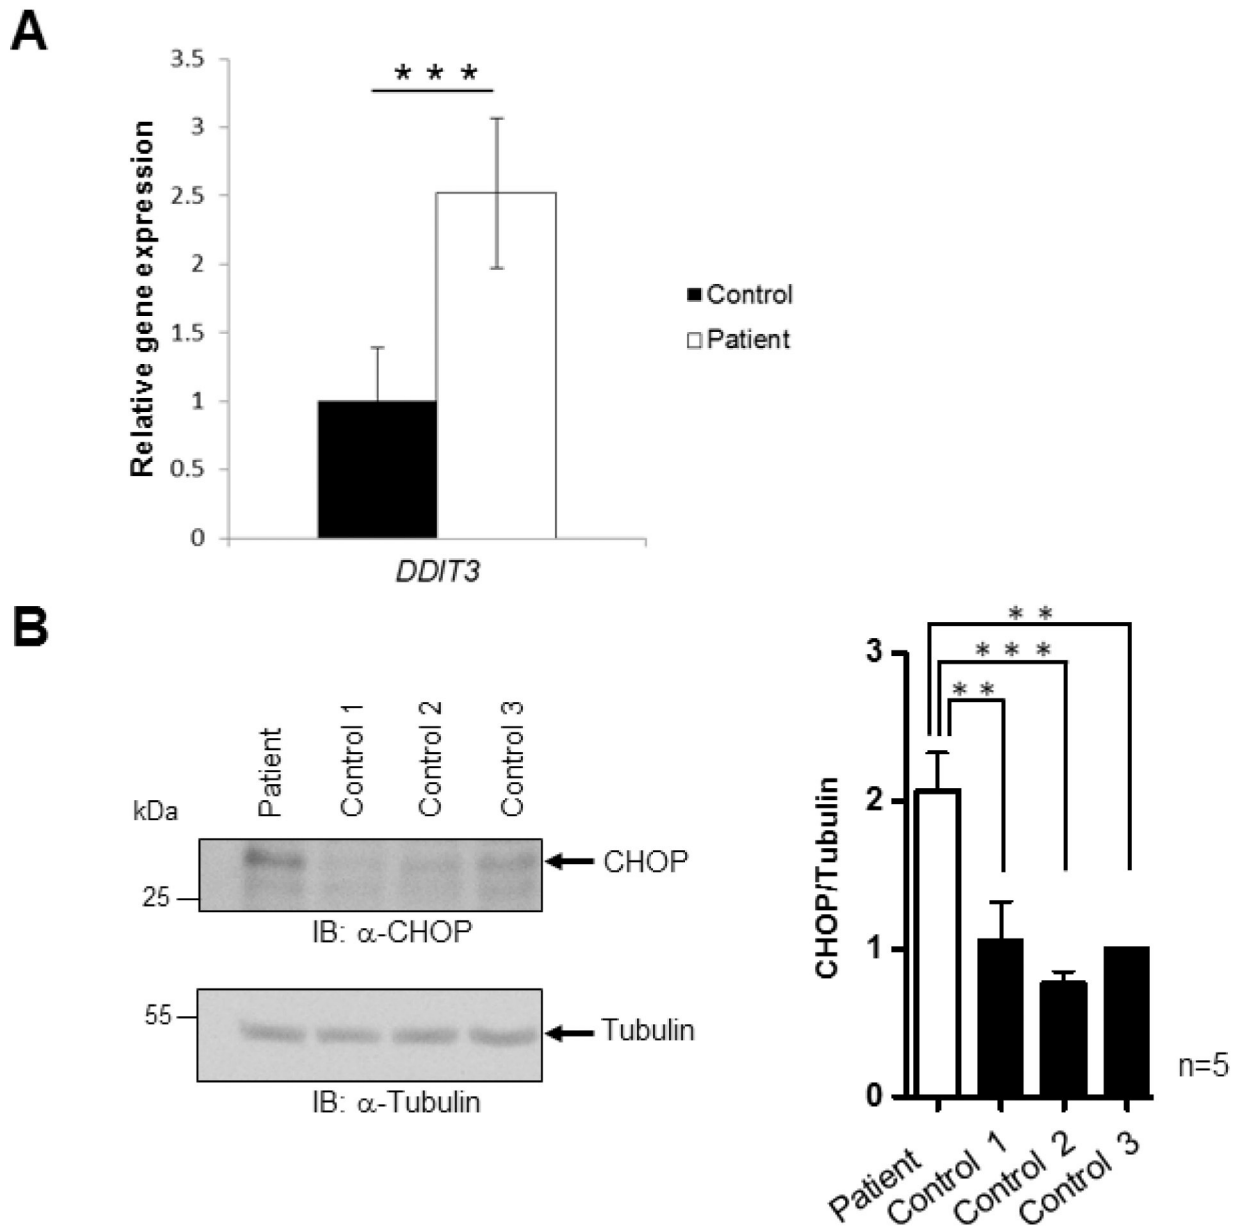 A
* * *
3.5
3
2.5
2
1.5
1
0.5
0
Relative gene expression
DDIT3
Control
Patient
B
kDa
Patient
Control 1
Control 2
Control 3
25
CHOP
IB: α-CHOP
55
Tubulin
IB: α-Tubulin
* *
* * *
* *
3
2
1
0
CHOP/Tubulin
n=5
Patient
Control 1
Control 2
Control 3